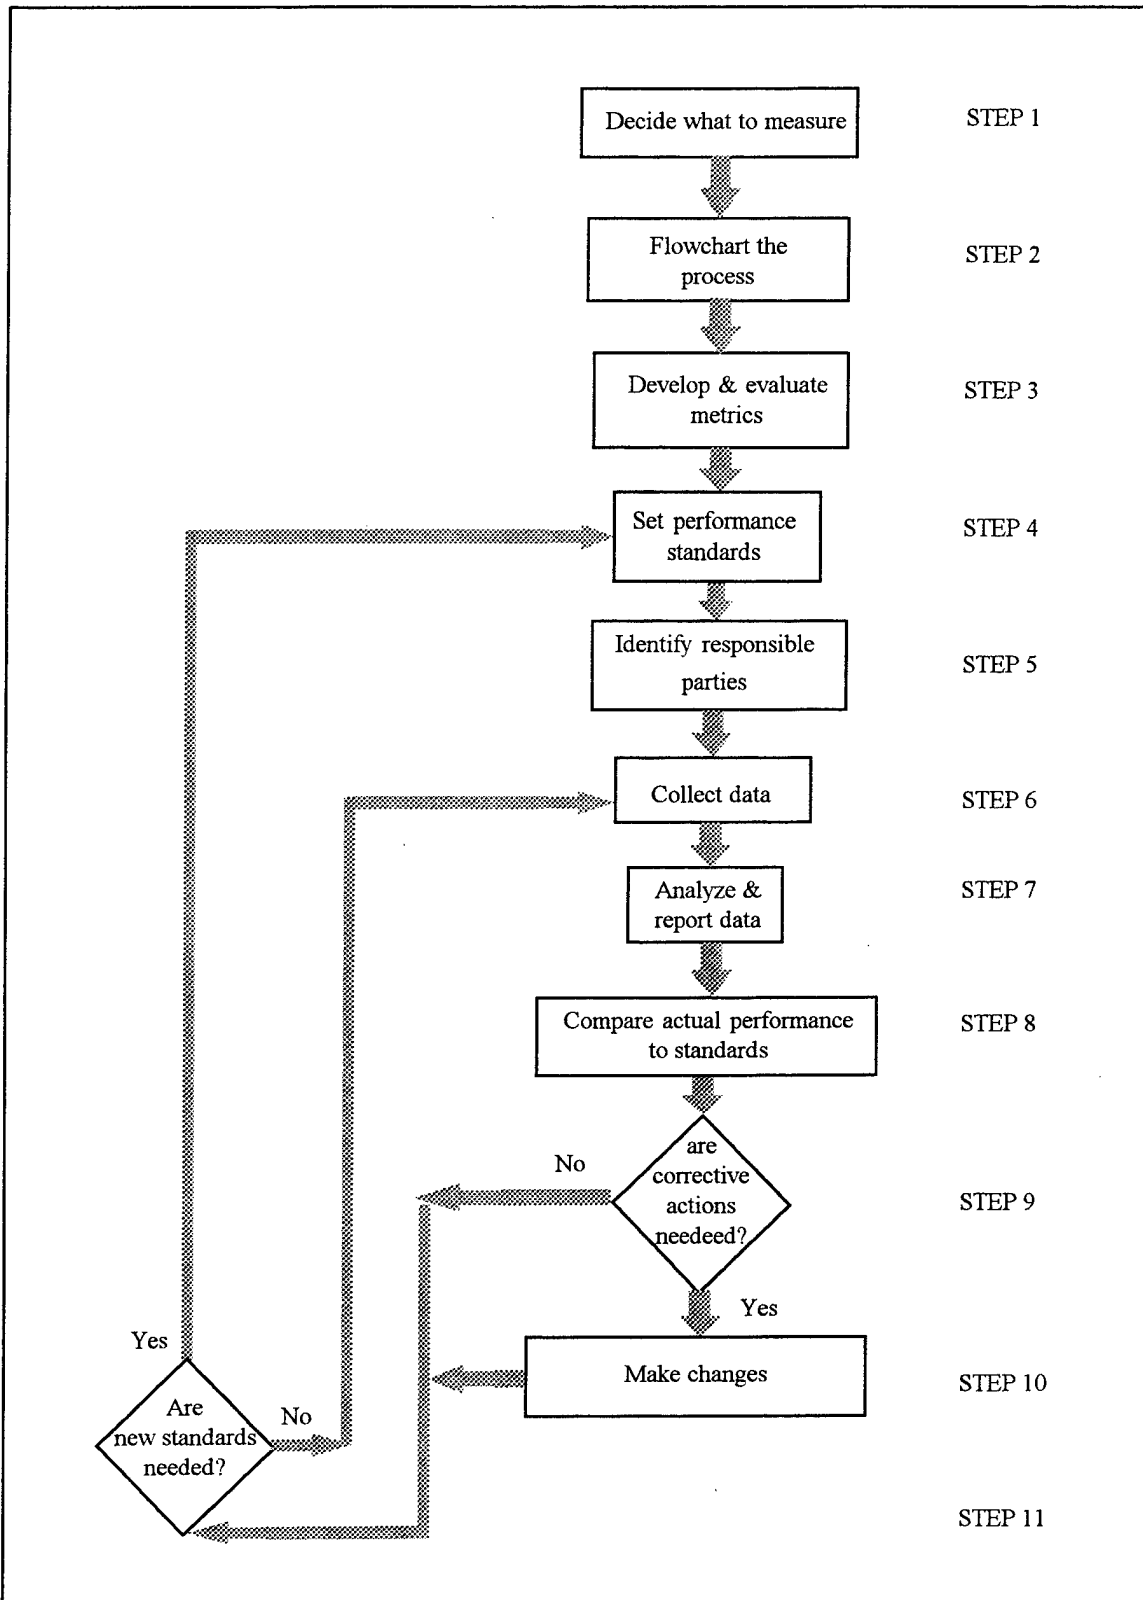 Decide what to measure
STEP 1
Flowchart the
process
STEP 2
Develop & evaluate
metrics
STEP 3
Set performance
standards
STEP 4
Identify responsible
parties
STEP 5
Collect data
STEP 6
Analyze &
report data
STEP 7
Compare actual performance
to standards
STEP 8
No
are
corrective
actions
needeed?
STEP 9
Yes
Make changes
STEP 10
Yes
Are
new standards
needed?
No
STEP 11